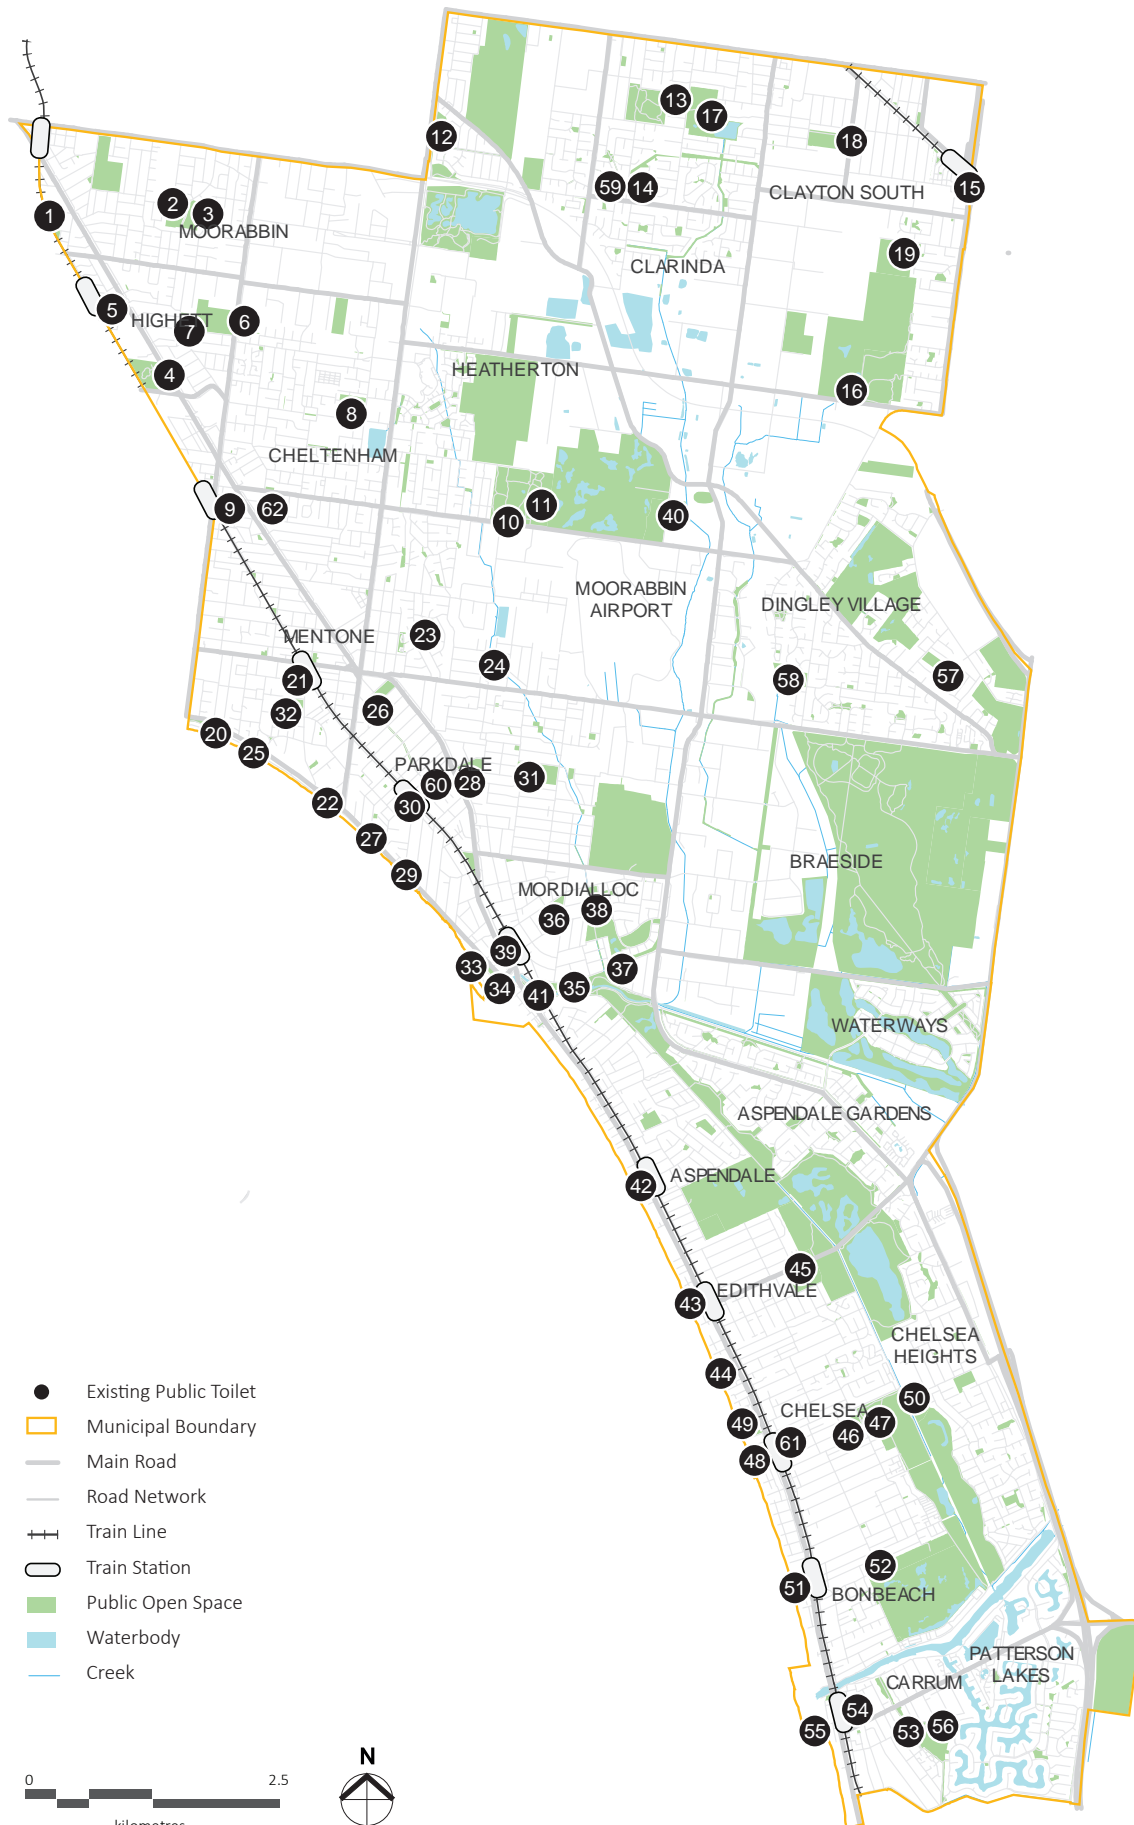 13
17
12
18
59
14
15
CLAYTON SOUTH
2
3
1
MOORABBIN
19
CLARINDA
5
HIGHETT
6
7
4
HEATHERTON
16
8
CHELTENHAM
9
62
11
10
40
MOORABBIN
AIRPORT
DINGLEY VILLAGE
MENTONE
23
24
21
58
57
26
32
20
25
PARKDALE
60
28
31
22
30
27
BRAESIDE
29
MORDIALLOC
36
38
39
33
37
34
35
41
WATERWAYS
ASPENDALE GARDENS
ASPENDALE
42
45
EDITHVALE
43
CHELSEA
HEIGHTS
44
50
CHELSEA
49
47
46
61
48
52
51
BONBEACH
PATTERSON
LAKES
CARRUM
54
55
53
56
Existing Public Toilet
Municipal Boundary
Main Road
Road Network
Train Line
Train Station
Public Open Space
Waterbody
Creek
N
0
2.5
kilometres